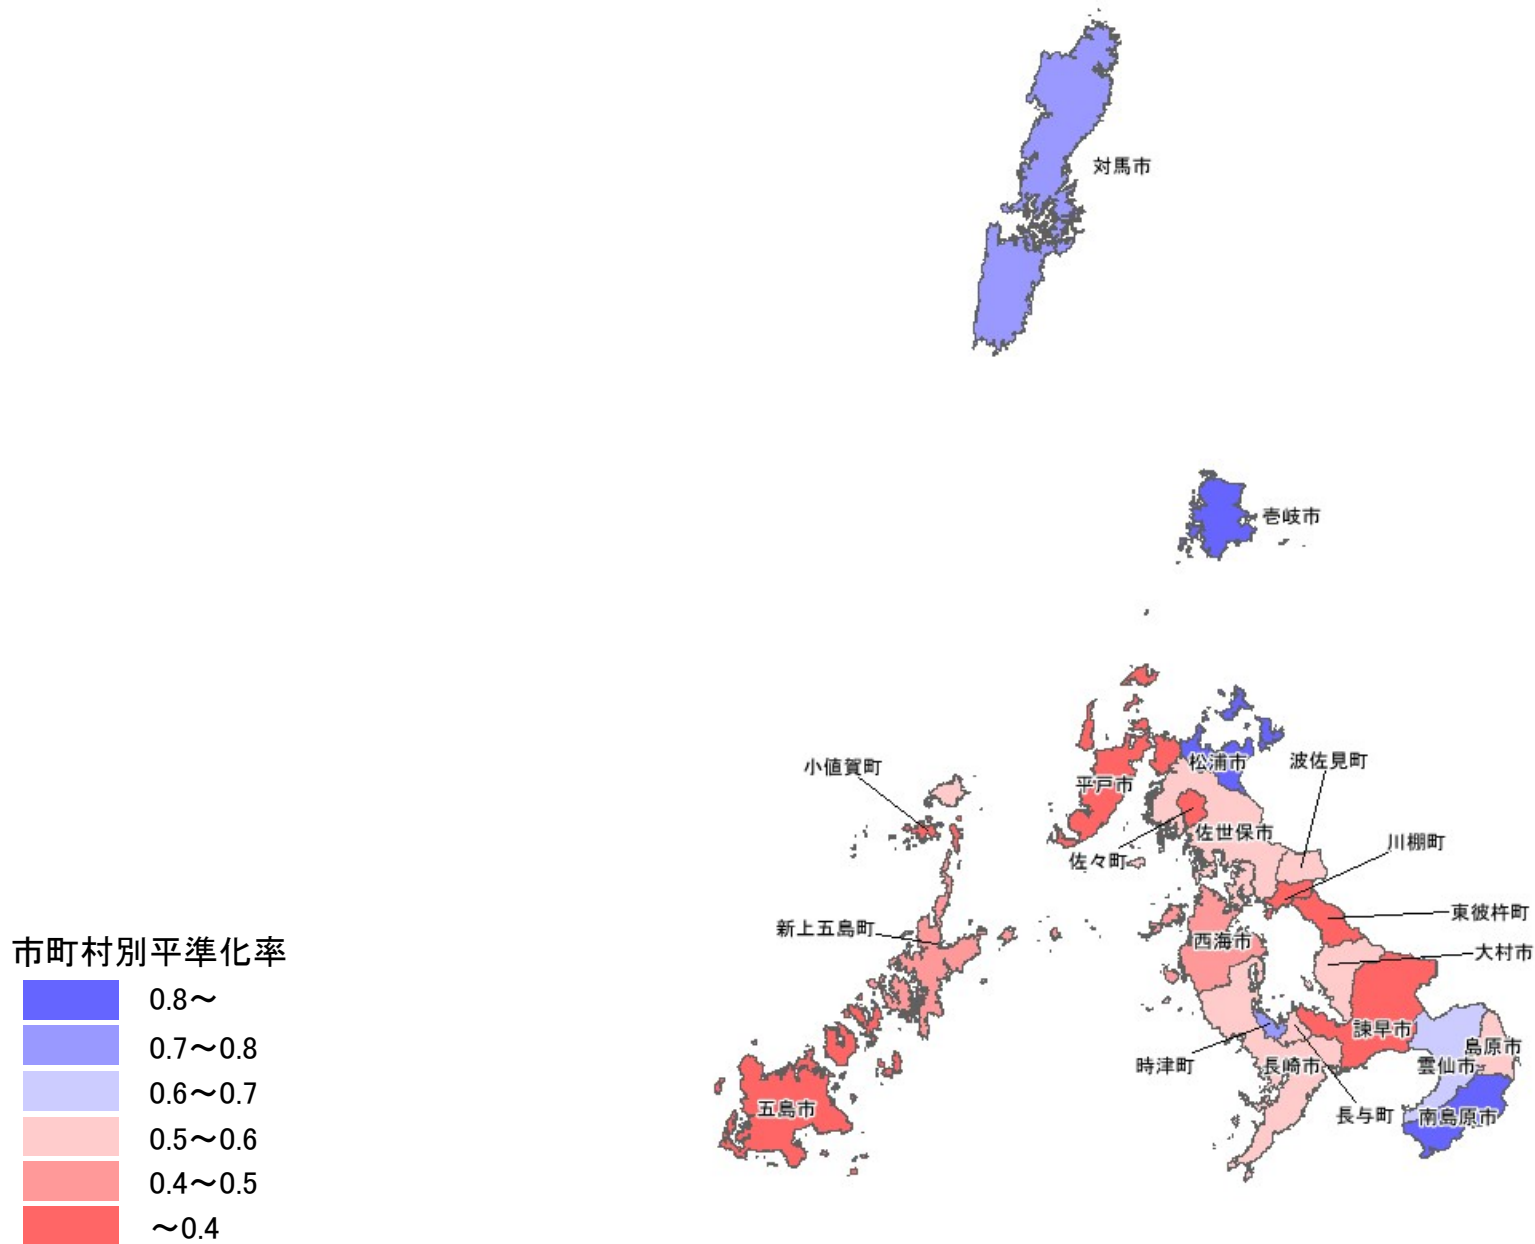 対馬市
壱岐市
小値賀町
松浦市
波佐見町
平戸市
佐世保市
川棚町
佐々町
東彼杵町
新上五島町
西海市
大村市
諫早市
島原市
時津町
長崎市
雲仙市
五島市
長与町
南島原市
市町村別平準化率
0.8～
0.7～0.8
0.6～0.7
0.5～0.6
0.4～0.5
～0.4